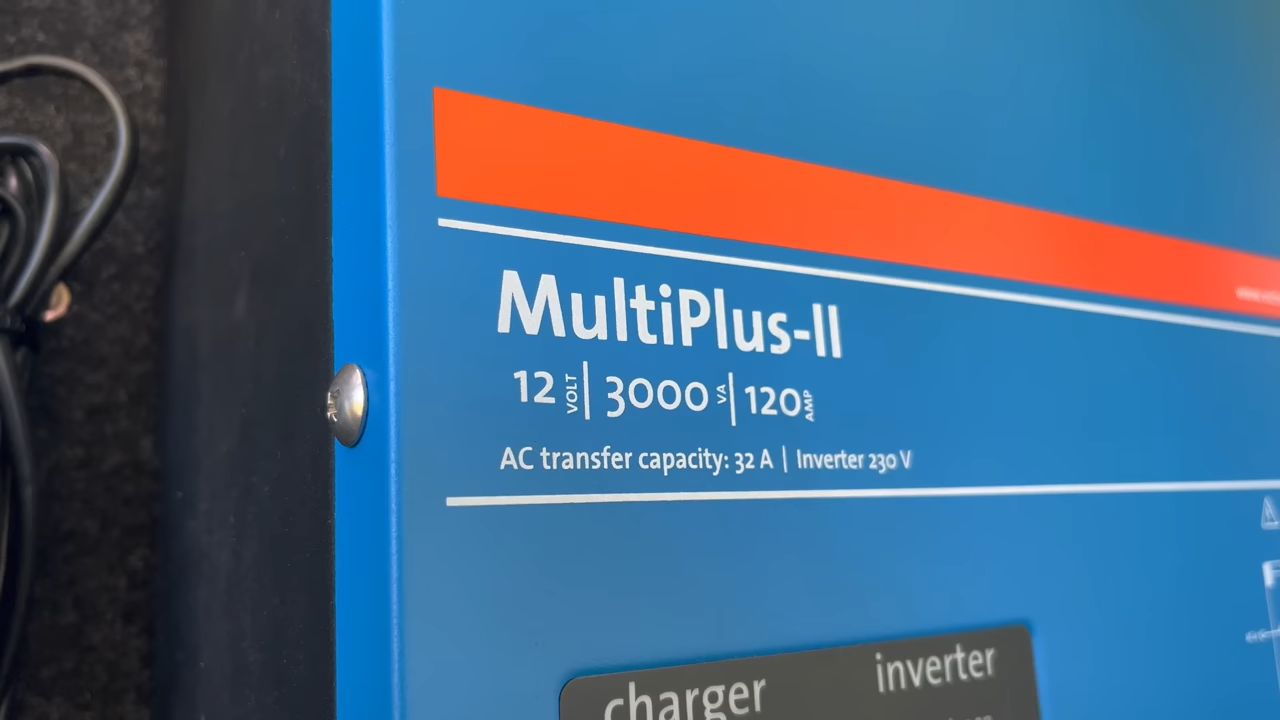 MultiPlus-II
12 VOLT | 3000 VA | 120 AMP
AC transfer capacity: 32 A | Inverter 230 V
inverter
charger